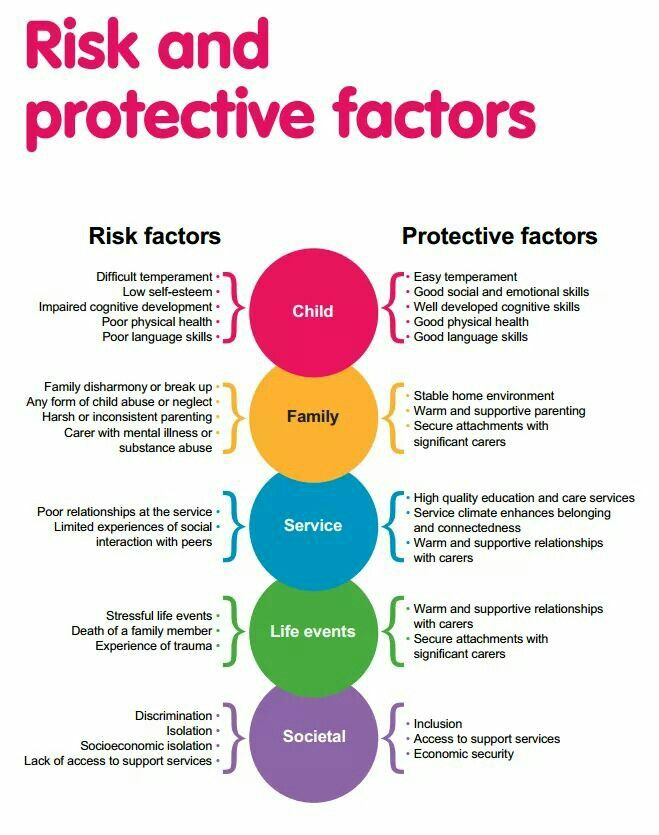 Risk and
protective factors
Risk factors
Protective factors
Difficult temperament •
Low self-esteem •
Impaired cognitive development •
Poor physical health •
Poor language skills •
Child
• Easy temperament
• Good social and emotional skills
• Well developed cognitive skills
• Good physical health
• Good language skills
Family disharmony or break up •
Any form of child abuse or neglect •
Harsh or inconsistent parenting •
Carer with mental illness or •
substance abuse
Family
• Stable home environment
• Warm and supportive parenting
• Secure attachments with
significant carers
Poor relationships at the service •
Limited experiences of social •
interaction with peers
Service
• High quality education and care services
• Service climate enhances belonging
and connectedness
• Warm and supportive relationships
with carers
Stressful life events •
Death of a family member •
Experience of trauma •
Life events
• Warm and supportive relationships
with carers
• Secure attachments with
significant carers
Discrimination •
Isolation •
Socioeconomic isolation •
Lack of access to support services •
Societal
• Inclusion
• Access to support services
• Economic security